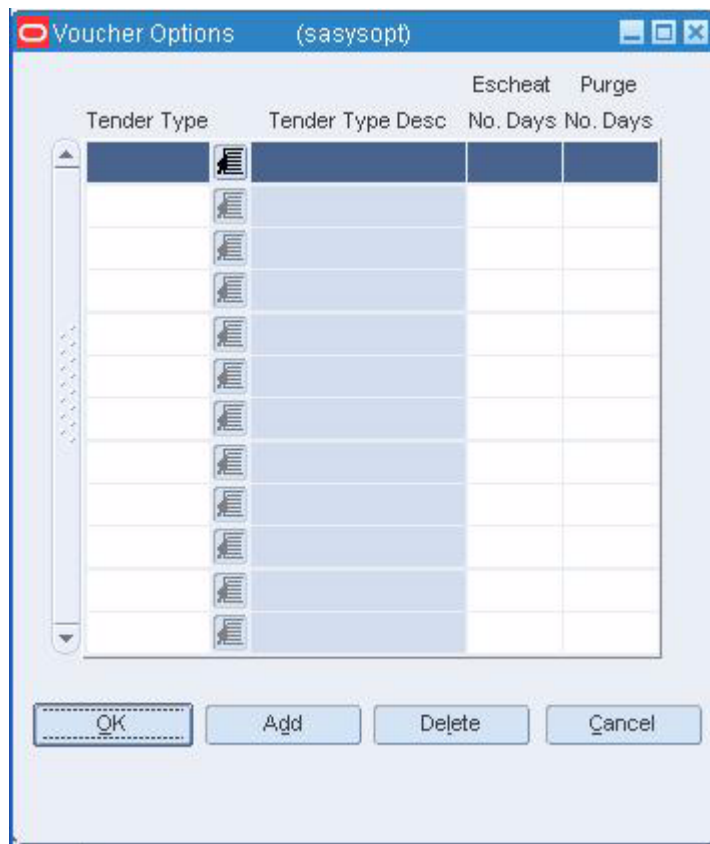 Voucher Options (sasysopt)
Escheat Purge
Tender Type Tender Type Desc No. Days No. Days
OK Add Delete Cancel